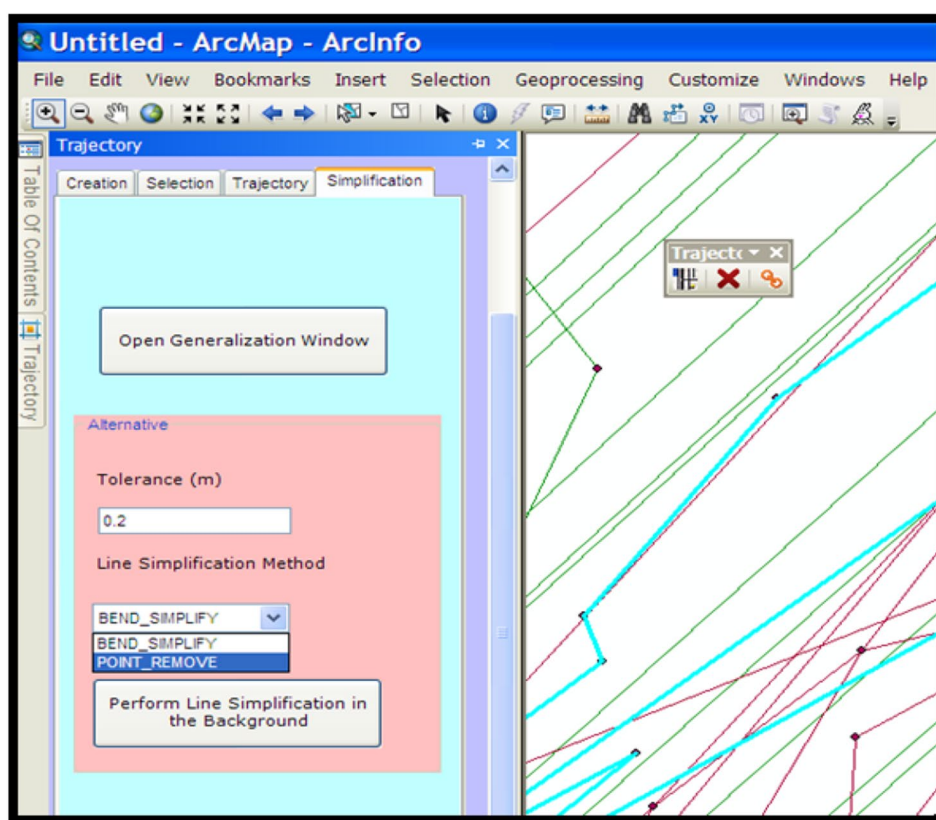 Untitled - ArcMap - ArcInfo
File Edit View Bookmarks Insert Selection Geoprocessing Customize Windows Help
Trajectory
Creation Selection Trajectory Simplification
Table Of Contents
Trajectory
Open Generalization Window
Alternative
Tolerance (m)
0.2
Line Simplification Method
BEND_SIMPLIFY
BEND_SIMPLIFY
POINT_REMOVE
Perform Line Simplification in
the Background
Trajectc